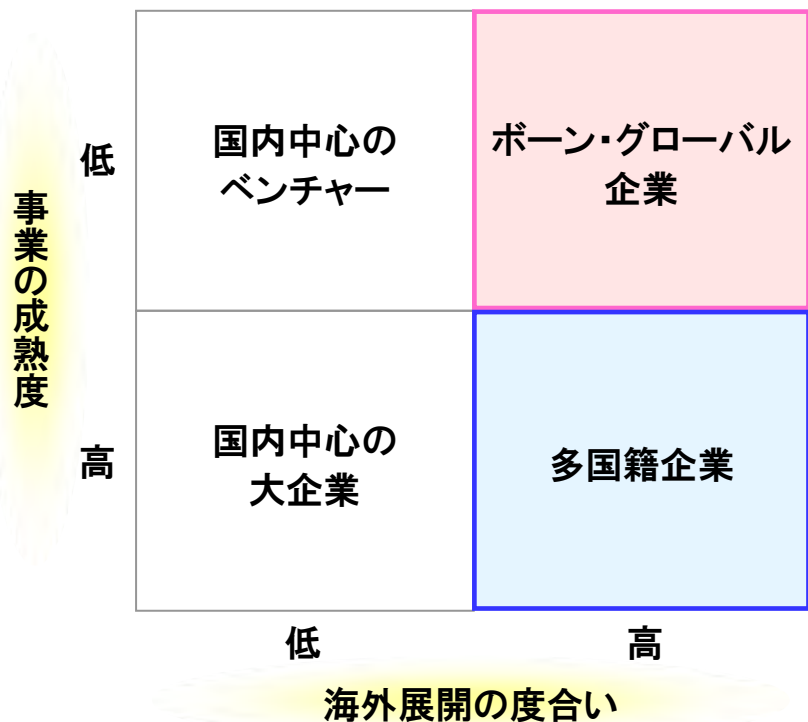 低
国内中心の
ベンチャー
ボーン・グローバル
企業
事業の成熟度
高
国内中心の
大企業
多国籍企業
低
高
海外展開の度合い